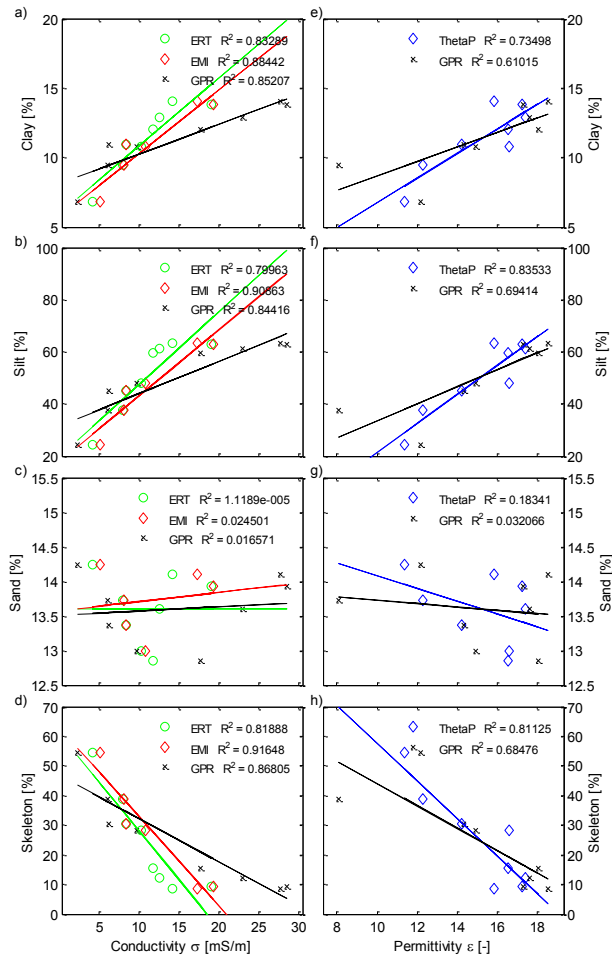 a)
e)
20
15
10
5
Clay [%]
ERT R² = 0.83289
EMI R² = 0.88442
GPR R² = 0.85207
ThetaP R² = 0.73498
GPR R² = 0.61015
20
15
10
5
Clay [%]
b)
f)
100
80
60
40
20
Silt [%]
ERT R² = 0.79963
EMI R² = 0.90863
GPR R² = 0.84416
ThetaP R² = 0.83533
GPR R² = 0.69414
100
80
60
40
20
Silt [%]
c)
g)
15.5
15
14.5
14
13.5
13
12.5
Sand [%]
ERT R² = 1.1189e-005
EMI R² = 0.024501
GPR R² = 0.016571
ThetaP R² = 0.18341
GPR R² = 0.032066
15.5
15
14.5
14
13.5
13
12.5
Sand [%]
d)
h)
70
60
50
40
30
20
10
0
Skeleton [%]
ERT R² = 0.81888
EMI R² = 0.91648
GPR R² = 0.86805
ThetaP R² = 0.81125
GPR R² = 0.68476
70
60
50
40
30
20
10
0
Skeleton [%]
5 10 15 20 25 30
8 10 12 14 16 18
Conductivity σ [mS/m]
Permittivity ε [-]